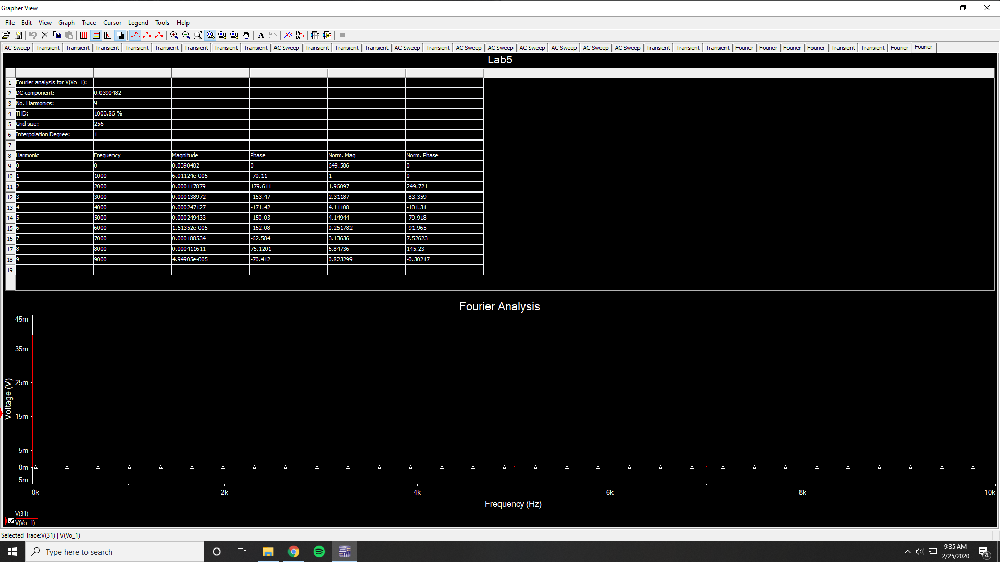 Grapher View
File Edit View Graph Trace Cursor Legend Tools Help
AC Sweep Transient Transient Transient Transient Transient Transient Transient Transient AC Sweep Transient Transient Transient AC Sweep Transient AC Sweep AC Sweep AC Sweep AC Sweep AC Sweep AC Sweep Transient Transient Transient Fourier Fourier Fourier Fourier Transient Transient Fourier Fourier
Lab5
1 Fourier analysis for V(Vo_1):
2 DC component: 0.0390482
3 No. Harmonics: 9
4 THD: 1003.86 %
5 Grid size: 256
6 Interpolation Degree: 1
7
8 Harmonic Frequency Magnitude Phase Norm. Mag Norm. Phase
9 0 0 0.0390482 0 649.586 0
10 1 1000 6.01124e-005 -70.11 1 0
11 2 2000 0.000117879 179.611 1.96097 249.721
12 3 3000 0.000138972 -153.47 2.31187 -83.359
13 4 4000 0.000247127 -171.42 4.11108 -101.31
14 5 5000 0.000249433 -150.03 4.14944 -79.918
15 6 6000 1.51352e-005 -162.08 0.251782 -91.965
16 7 7000 0.000188534 -62.584 3.13636 7.52623
17 8 8000 0.000411611 75.1201 6.84736 145.23
18 9 9000 4.94905e-005 -70.412 0.823299 -0.30217
19
Fourier Analysis
45m
35m
25m
15m
5m
0m
-5m
Voltage (V)
0k 2k 4k 6k 8k 10k
Frequency (Hz)
V(31)
V(Vo_1)
Selected Trace:V(31) | V(Vo_1)
Type here to search
9:35 AM
2/25/2020
4